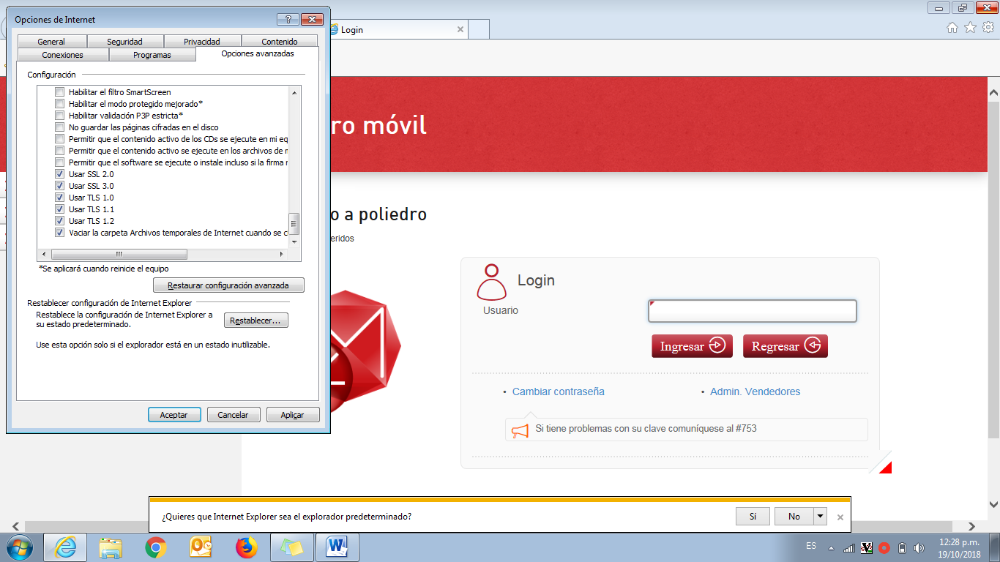 Opciones de Internet
Login
General Seguridad Privacidad Contenido
Conexiones Programas Opciones avanzadas
Configuración
Habilitar el filtro SmartScreen
Habilitar el modo protegido mejorado*
Habilitar validación P3P estricta*
No guardar las páginas cifradas en el disco
Permitir que el contenido activo de los CDs se ejecute en mi eq
Permitir que el contenido activo se ejecute en los archivos de
Permitir que el software se ejecute o instale incluso si la firma
Usar SSL 2.0
Usar SSL 3.0
Usar TLS 1.0
Usar TLS 1.1
Usar TLS 1.2
Vaciar la carpeta Archivos temporales de Internet cuando se c
*Se aplicará cuando reinicie el equipo
Restaurar configuración avanzada
Restablecer configuración de Internet Explorer
Restablece la configuración de Internet Explorer a
su estado predeterminado.
Restablecer...
Use esta opción solo si el explorador está en un estado inutilizable.
Aceptar Cancelar Aplicar
ro móvil
o a poliedro
eridos
Login
Usuario
Ingresar Regresar
• Cambiar contraseña • Admin. Vendedores
Si tiene problemas con su clave comuníquese al #753
¿Quieres que Internet Explorer sea el explorador predeterminado?
Sí No
ES
12:28 p.m.
19/10/2018